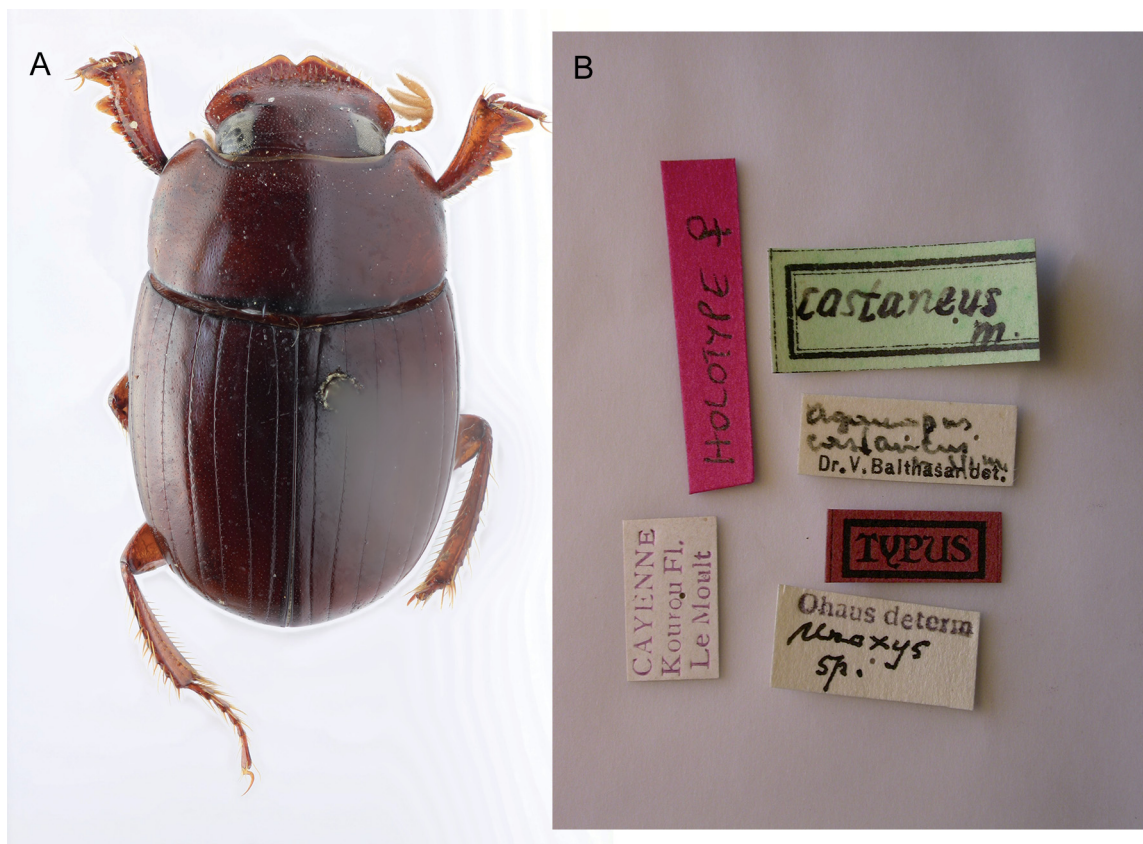 A
B
HOLOTYPE ♀
castaneus
m.
Dr. V. Balthasar det.
TYPUS
CAYENNE
Kourou Fl.
Le Moult
Ohaus determ
sp.